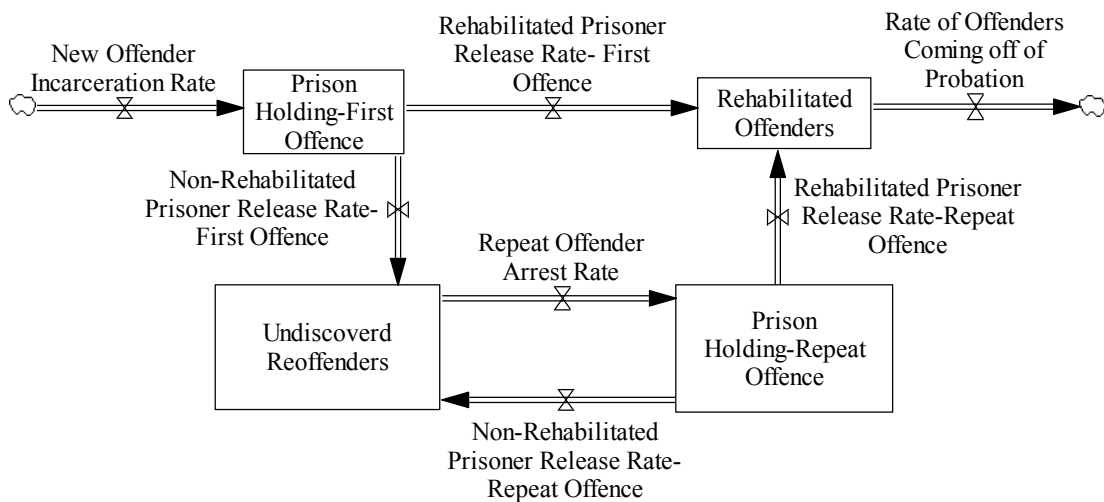 New Offender
Incarceration Rate
Prison
Holding-First
Offence
Rehabilitated Prisoner
Release Rate- First
Offence
Rehabilitated
Offenders
Rate of Offenders
Coming off of
Probation
Non-Rehabilitated
Prisoner Release Rate-
First Offence
Rehabilitated Prisoner
Release Rate-Repeat
Offence
Repeat Offender
Arrest Rate
Undiscoverd
Reoffenders
Prison
Holding-Repeat
Offence
Non-Rehabilitated
Prisoner Release Rate-
Repeat Offence